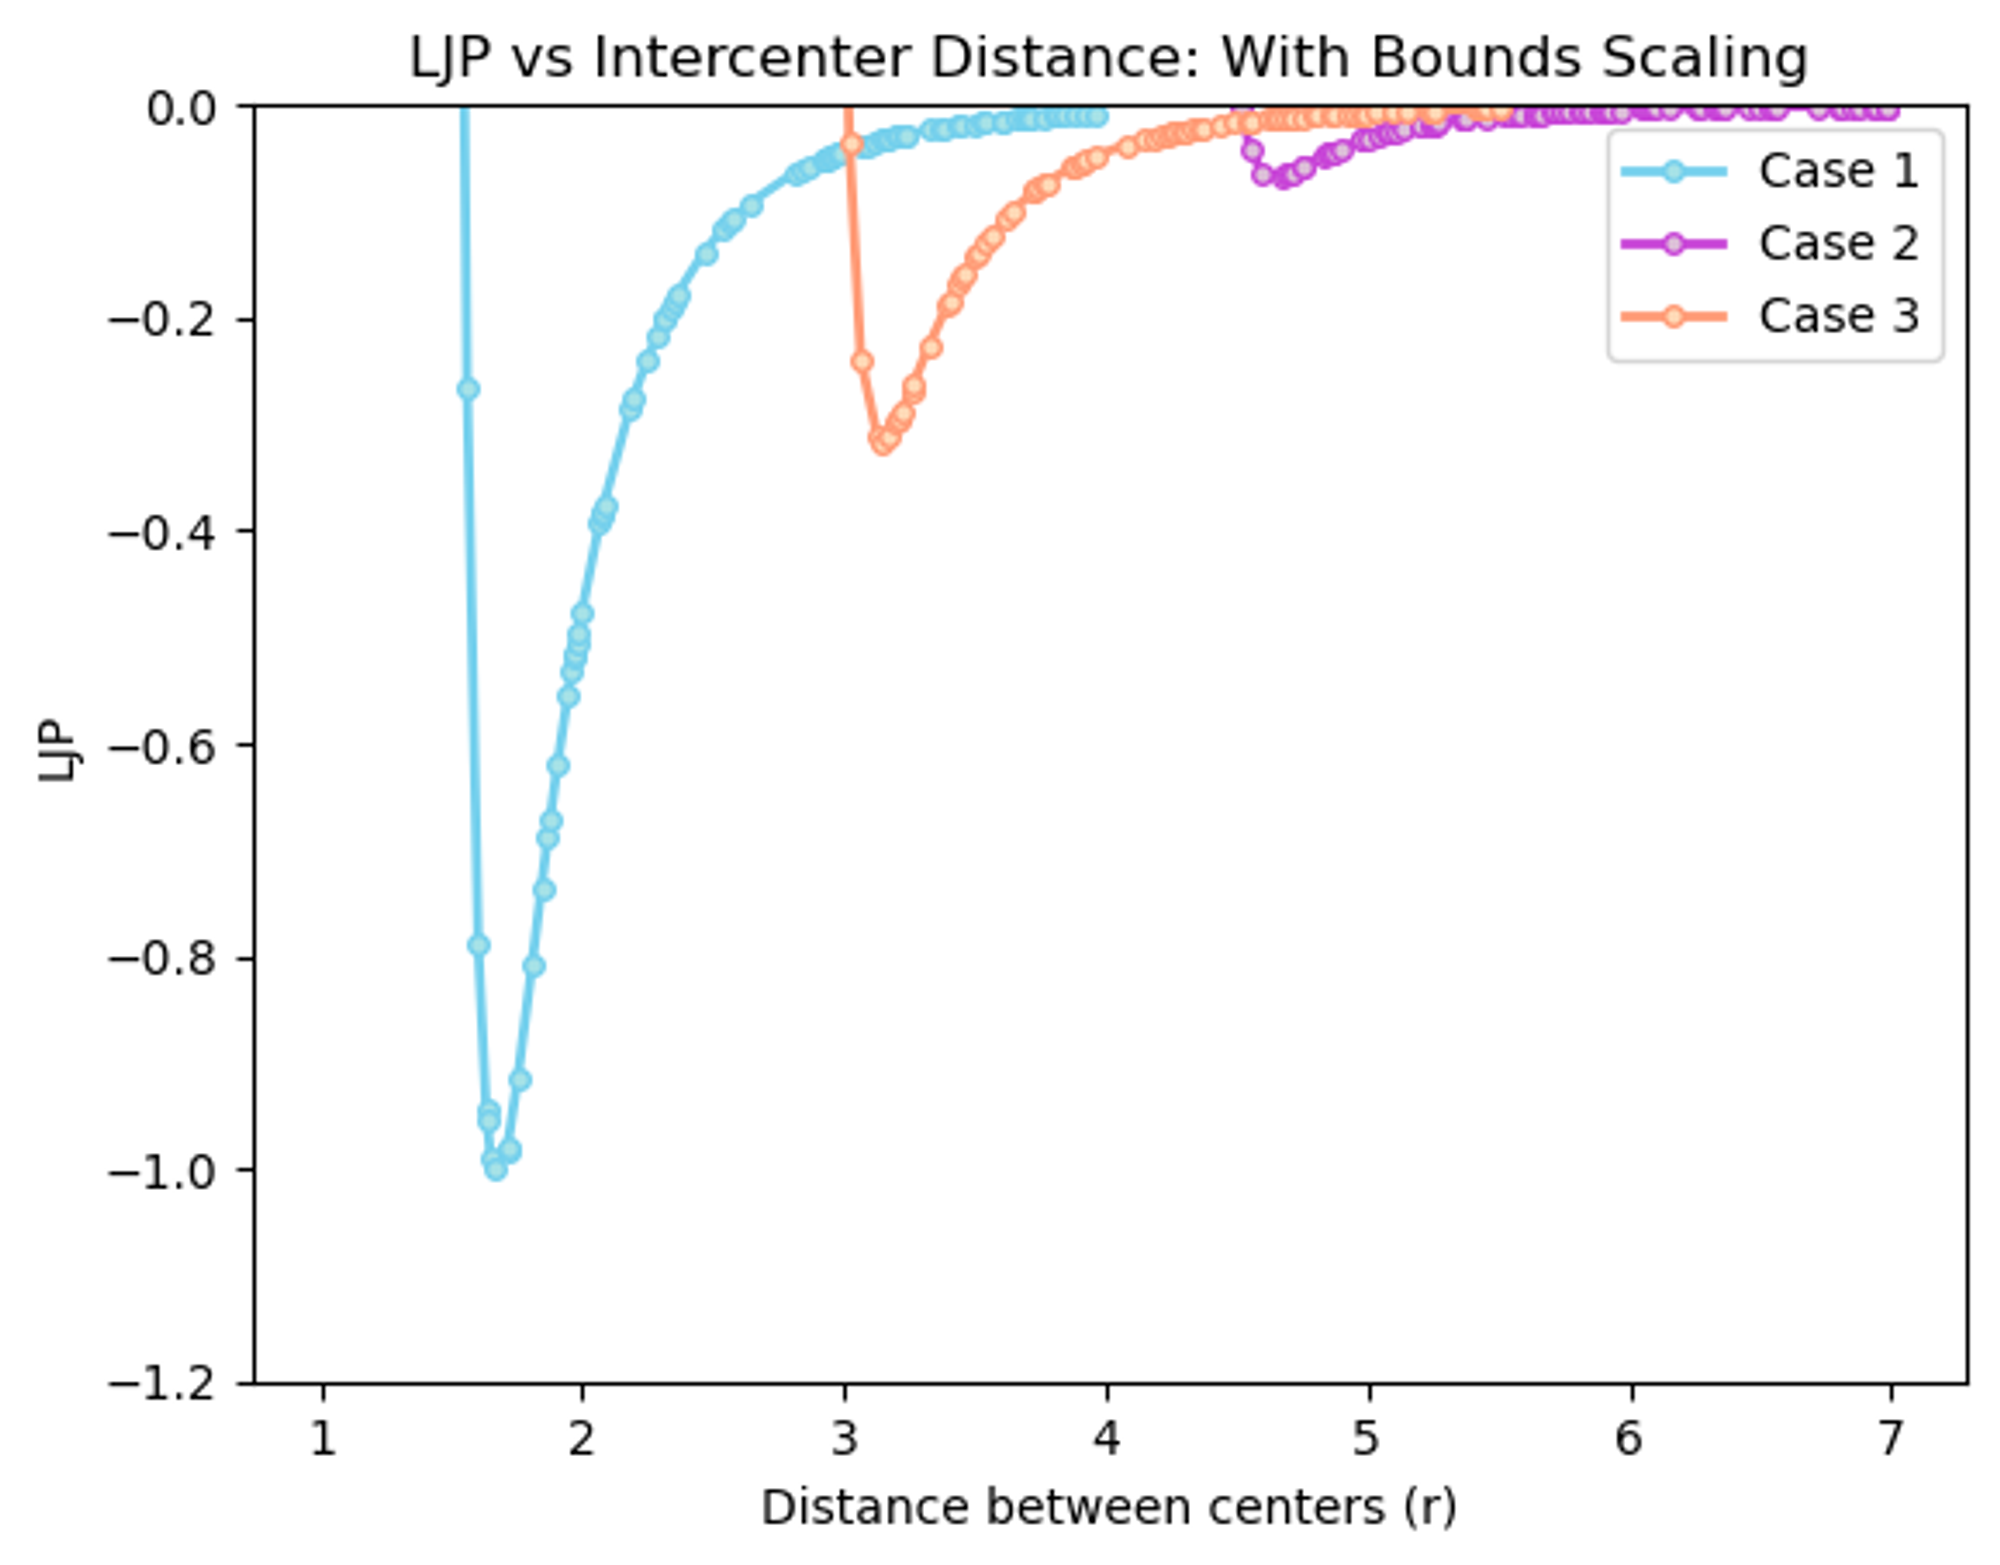 LJP vs Intercenter Distance: With Bounds Scaling
0.0
−0.2
−0.4
−0.6
−0.8
−1.0
−1.2
LJP
Case 1
Case 2
Case 3
1 2 3 4 5 6 7
Distance between centers (r)